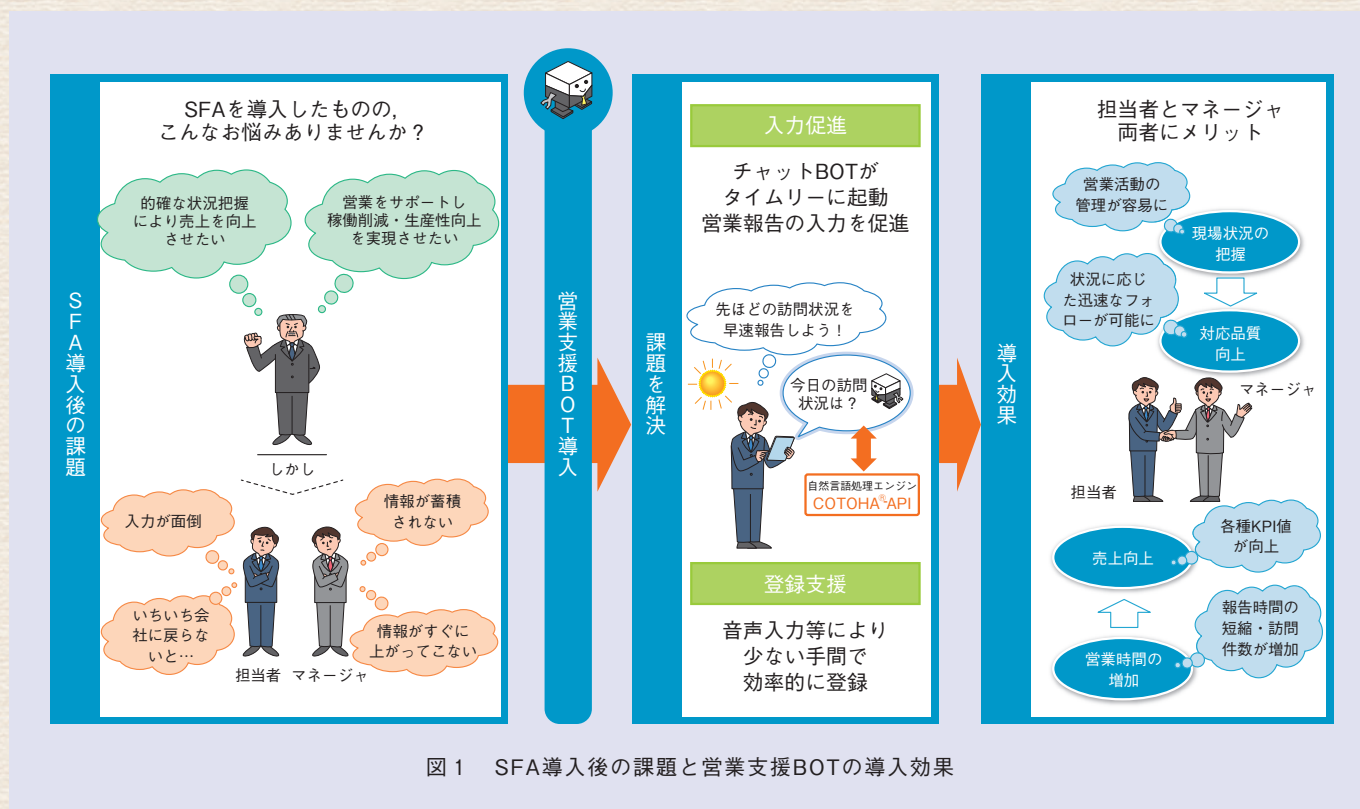 SFA導入後の課題
SFAを導入したものの,
こんなお悩みありませんか？
的確な状況把握
により売上を向上
させたい
営業をサポートし
稼働削減・生産性向上
を実現させたい
しかし
入力が面倒
情報が蓄積
されない
いちいち会
社に戻らな
いと…
情報がすぐに
上がってこない
担当者 マネージャ
営業支援BOT導入
課題を解決
入力促進
チャットBOTが
タイムリーに起動
営業報告の入力を促進
先ほどの訪問状況を
早速報告しよう！
今日の訪問
状況は？
自然言語処理エンジン
COTOHA® API
登録支援
音声入力等により
少ない手間で
効率的に登録
導入効果
担当者とマネージャ
両者にメリット
営業活動の
管理が容易に
現場状況の
把握
状況に応じ
た迅速なフォ
ローが可能に
対応品質
向上
マネージャ
担当者
各種KPI値
が向上
売上向上
報告時間の
短縮・訪問
件数が増加
営業時間の
増加
図1 SFA導入後の課題と営業支援BOTの導入効果